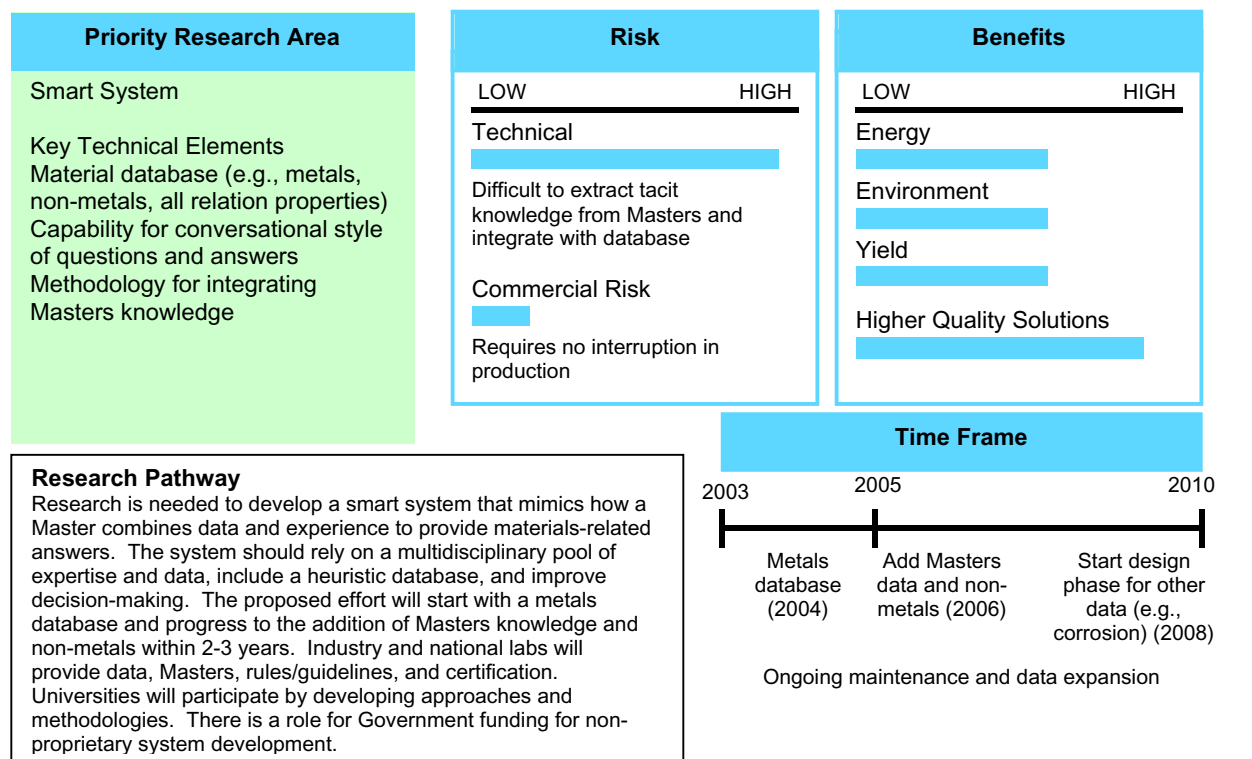 Priority Research Area
Smart System
Key Technical Elements
Material database (e.g., metals,
non-metals, all relation properties)
Capability for conversational style
of questions and answers
Methodology for integrating
Masters knowledge
Risk
LOW HIGH
Technical
Difficult to extract tacit
knowledge from Masters and
integrate with database
Commercial Risk
Requires no interruption in
production
Benefits
LOW HIGH
Energy
Environment
Yield
Higher Quality Solutions
Research Pathway
Research is needed to develop a smart system that mimics how a
Master combines data and experience to provide materials-related
answers.  The system should rely on a multidisciplinary pool of
expertise and data, include a heuristic database, and improve
decision-making.  The proposed effort will start with a metals
database and progress to the addition of Masters knowledge and
non-metals within 2-3 years.  Industry and national labs will
provide data, Masters, rules/guidelines, and certification.
Universities will participate by developing approaches and
methodologies.  There is a role for Government funding for non-
proprietary system development.
Time Frame
2003 2005 2010
Metals
database
(2004)
Add Masters
data and non-
metals (2006)
Start design
phase for other
data (e.g.,
corrosion) (2008)
Ongoing maintenance and data expansion